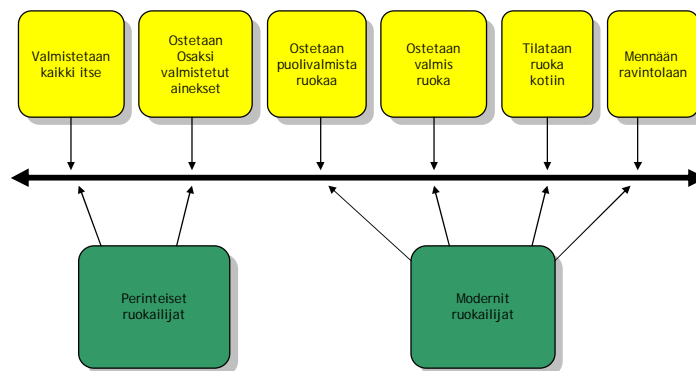 Valmistetaan
kaikki itse
Ostetaan
Osaksi
valmistetut
ainekset
Ostetaan
puolivalmista
ruokaa
Ostetaan
valmis
ruoka
Tilataan
ruoka
kotiin
Mennään
ravintolaan
Perinteiset
ruokailijat
Modernit
ruokailijat